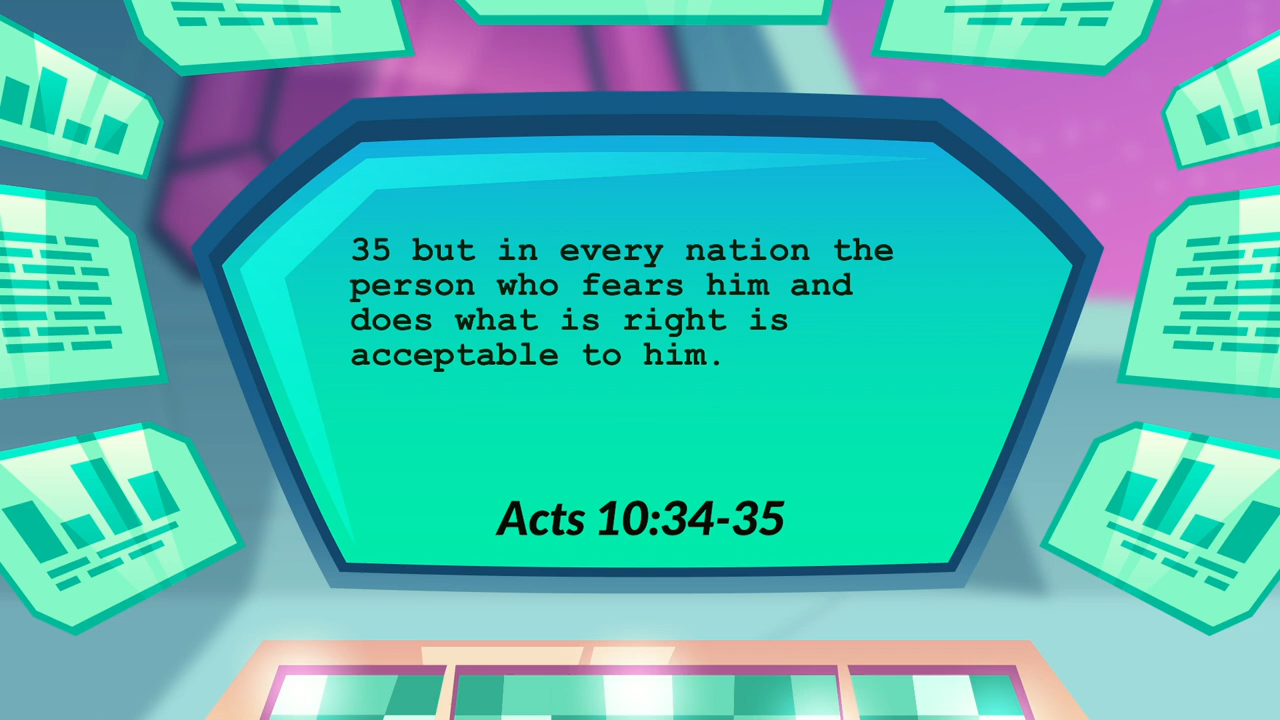 35 but in every nation the
person who fears him and
does what is right is
acceptable to him.
Acts 10:34-35